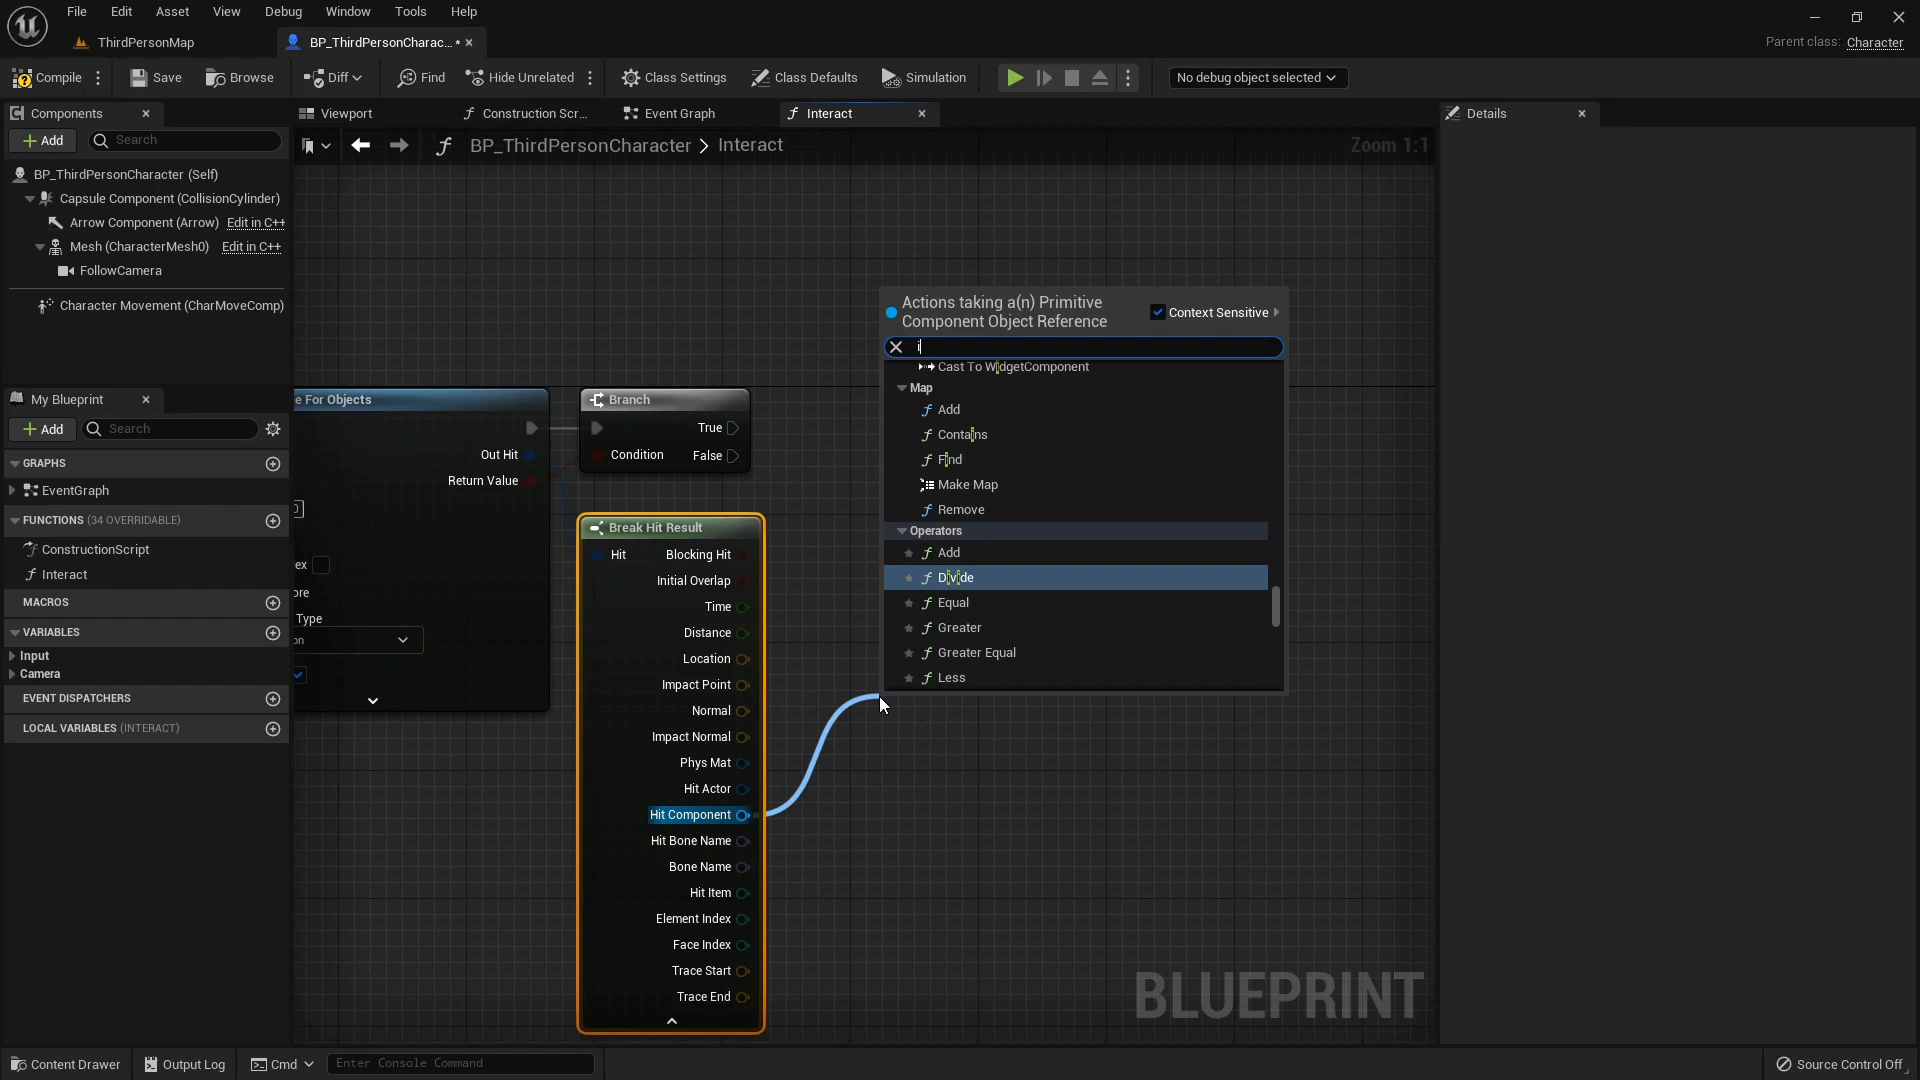 File Edit Asset View Debug Window Tools Help
ThirdPersonMap
BP_ThirdPersonCharac... •
Parent class: Character
Compile
Save
Browse
Diff
Find
Hide Unrelated
Class Settings
Class Defaults
Simulation
No debug object selected
Components
Add
Search
BP_ThirdPersonCharacter (Self)
Capsule Component (CollisionCylinder)
Arrow Component (Arrow) Edit in C++
Mesh (CharacterMesh0) Edit in C++
FollowCamera
Character Movement (CharMoveComp)
My Blueprint
Add
Search
GRAPHS
EventGraph
FUNCTIONS (34 OVERRIDABLE)
ConstructionScript
Interact
MACROS
VARIABLES
Input
Camera
EVENT DISPATCHERS
LOCAL VARIABLES (INTERACT)
Viewport
Construction Scr...
Event Graph
Interact
BP_ThirdPersonCharacter > Interact
Zoom 1:1
e For Objects
Out Hit
Return Value
ex
ore
Type
on
Branch
True
Condition False
Break Hit Result
Hit Blocking Hit
Initial Overlap
Time
Distance
Location
Impact Point
Normal
Impact Normal
Phys Mat
Hit Actor
Hit Component
Hit Bone Name
Bone Name
Hit Item
Element Index
Face Index
Trace Start
Trace End
Actions taking a(n) Primitive
Component Object Reference
Context Sensitive
i
Cast To WidgetComponent
Map
Add
Contains
Find
Make Map
Remove
Operators
Add
Divide
Equal
Greater
Greater Equal
Less
BLUEPRINT
Details
Content Drawer
Output Log
Cmd
Enter Console Command
Source Control Off